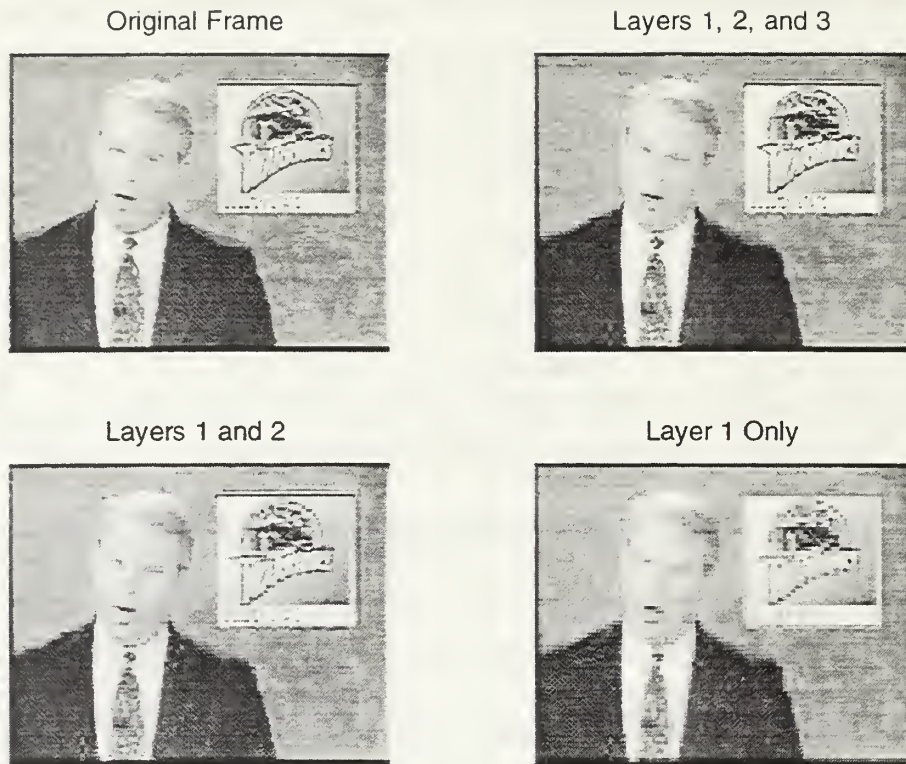 Original Frame
Layers 1, 2, and 3
Layers 1 and 2
Layer 1 Only